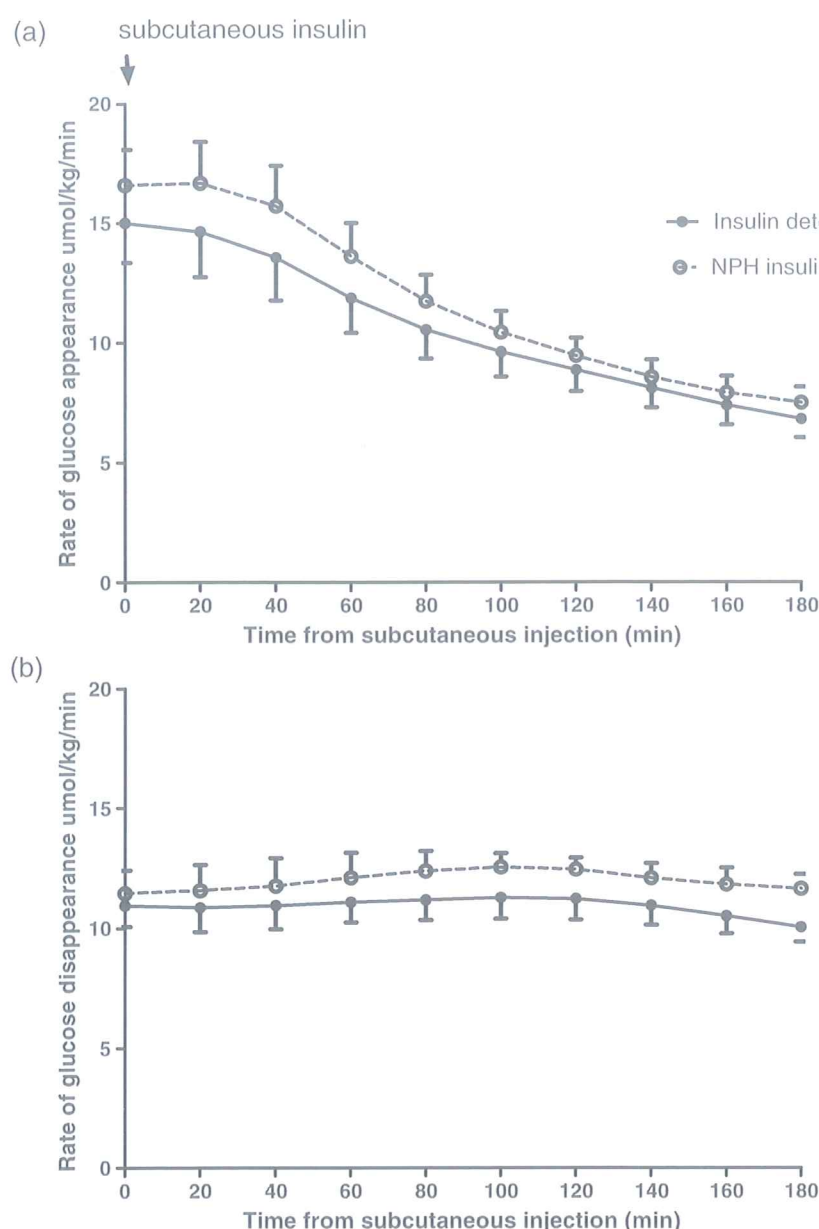 (a)
subcutaneous insulin
20
15
10
5
0
Rate of glucose appearance umol/kg/min
Insulin det
NPH insuli
0 20 40 60 80 100 120 140 160 180
Time from subcutaneous injection (min)
(b)
20
15
10
5
0
Rate of glucose disappearance umol/kg/min
0 20 40 60 80 100 120 140 160 180
Time from subcutaneous injection (min)